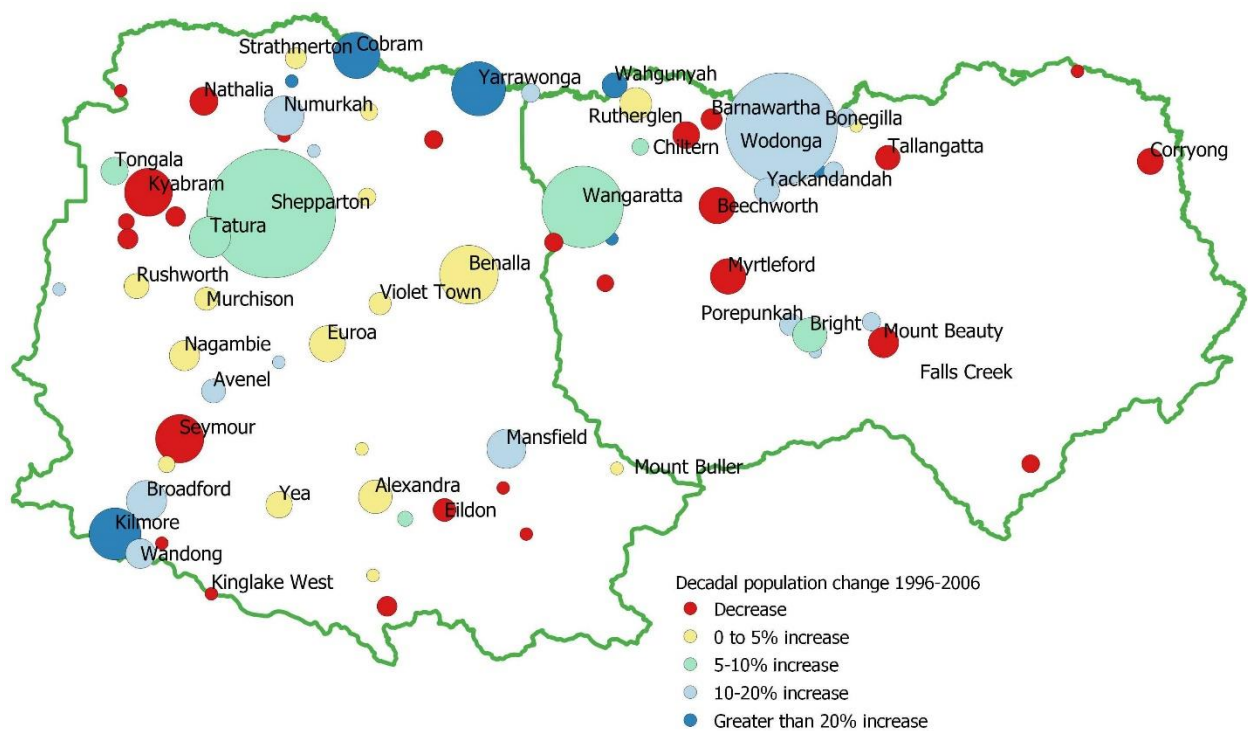 Strathmerton
Cobram
Nathalia
Numurkah
Yarrawonga
Wahgunyah
Rutherglen
Barnawartha
Bonegilla
Chiltern
Wodonga
Tallangatta
Corryong
Tongala
Kyabram
Shepparton
Tatura
Wangaratta
Yackandandah
Beechworth
Benalla
Myrtleford
Rushworth
Murchison
Violet Town
Euroa
Nagambie
Avenel
Porepunkah
Bright
Mount Beauty
Falls Creek
Seymour
Mansfield
Mount Buller
Broadford
Yea
Alexandra
Eildon
Kilmore
Wandong
Kinglake West
Decadal population change 1996-2006
Decrease
0 to 5% increase
5-10% increase
10-20% increase
Greater than 20% increase